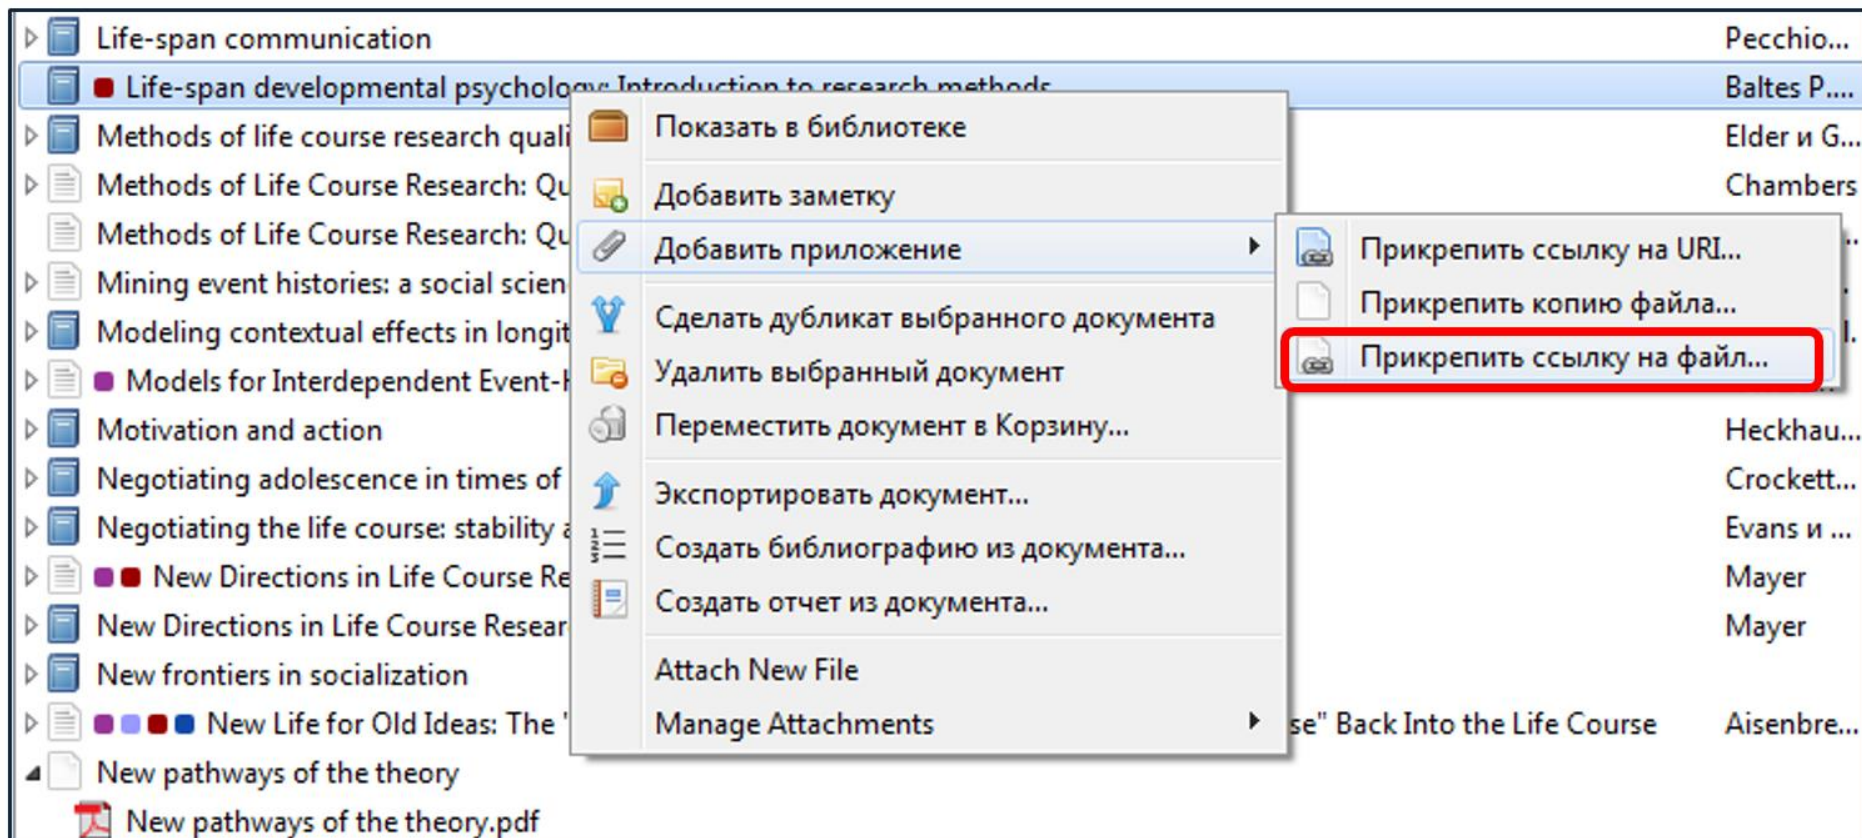 Life-span communication Pecchio...
Life-span developmental psychology: Introduction to research methods Baltes P....
Methods of life course research quali Elder и G...
Methods of Life Course Research: Qu Chambers
Methods of Life Course Research: Qu
Mining event histories: a social scien
Modeling contextual effects in longit
Models for Interdependent Event-H
Motivation and action Heckhau...
Negotiating adolescence in times of Crockett...
Negotiating the life course: stability a Evans и ...
New Directions in Life Course Re Mayer
New Directions in Life Course Resear Mayer
New frontiers in socialization
New Life for Old Ideas: The " se" Back Into the Life Course Aisenbre...
New pathways of the theory
New pathways of the theory.pdf
Показать в библиотеке
Добавить заметку
Добавить приложение
Сделать дубликат выбранного документа
Удалить выбранный документ
Переместить документ в Корзину...
Экспортировать документ...
Создать библиографию из документа...
Создать отчет из документа...
Attach New File
Manage Attachments
Прикрепить ссылку на URI...
Прикрепить копию файла...
Прикрепить ссылку на файл...